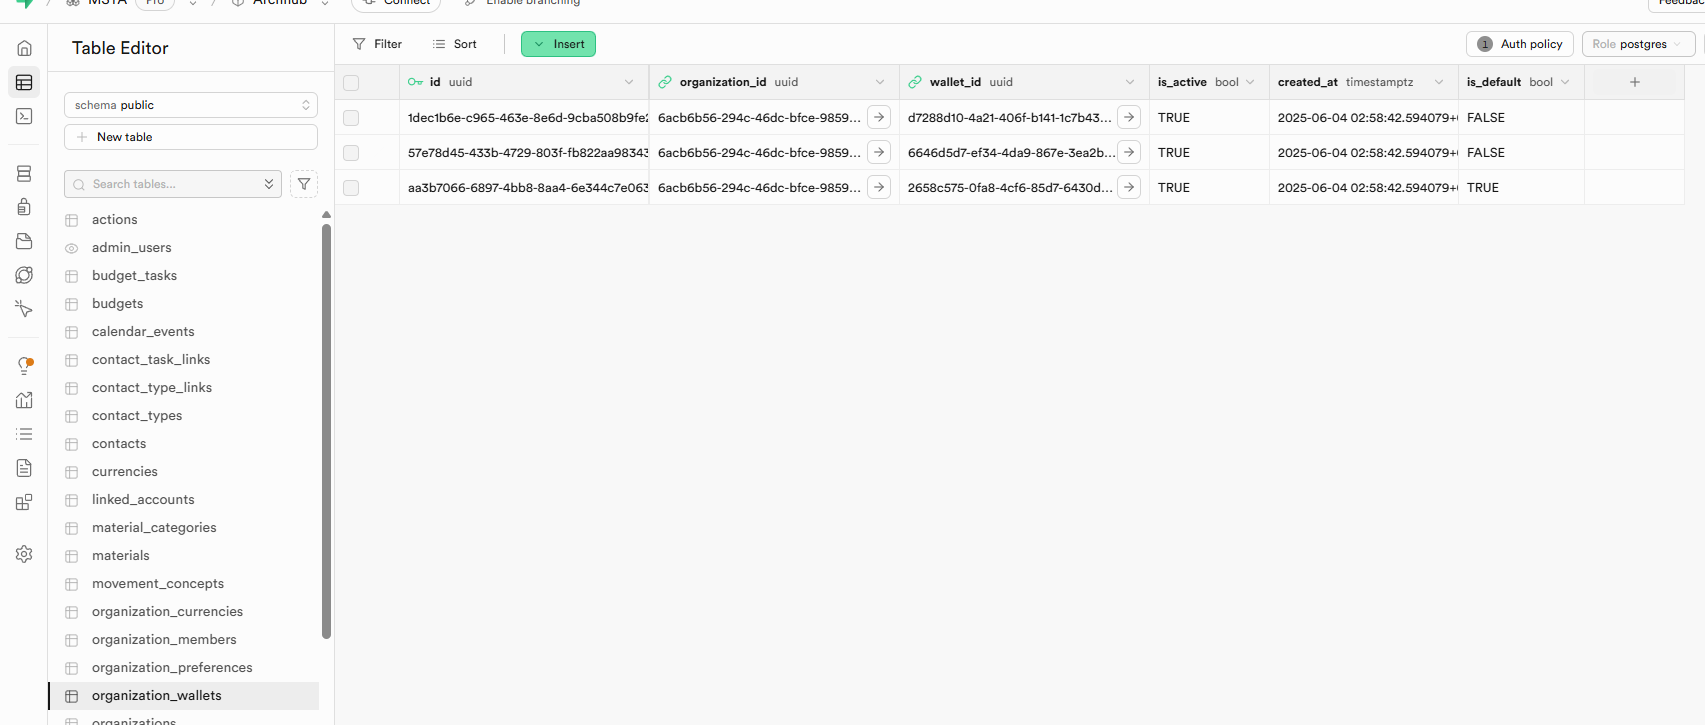 MSTA Pro Archub Connect Enable branching Feedbac
Table Editor
schema public
New table
Search tables...
actions
admin_users
budget_tasks
budgets
calendar_events
contact_task_links
contact_type_links
contact_types
contacts
currencies
linked_accounts
material_categories
materials
movement_concepts
organization_currencies
organization_members
organization_preferences
organization_wallets
organizations
Filter Sort Insert 1 Auth policy Role postgres
id uuid organization_id uuid wallet_id uuid is_active bool created_at timestamptz is_default bool
1dec1b6e-c965-463e-8e6d-9cba508b9fe2 6acb6b56-294c-46dc-bfce-9859... d7288d10-4a21-406f-b141-1c7b43... TRUE 2025-06-04 02:58:42.594079+ FALSE
57e78d45-433b-4729-803f-fb822aa98343 6acb6b56-294c-46dc-bfce-9859... 6646d5d7-ef34-4da9-867e-3ea2b... TRUE 2025-06-04 02:58:42.594079+ FALSE
aa3b7066-6897-4bb8-8aa4-6e344c7e063 6acb6b56-294c-46dc-bfce-9859... 2658c575-0fa8-4cf6-85d7-6430d... TRUE 2025-06-04 02:58:42.594079+ TRUE